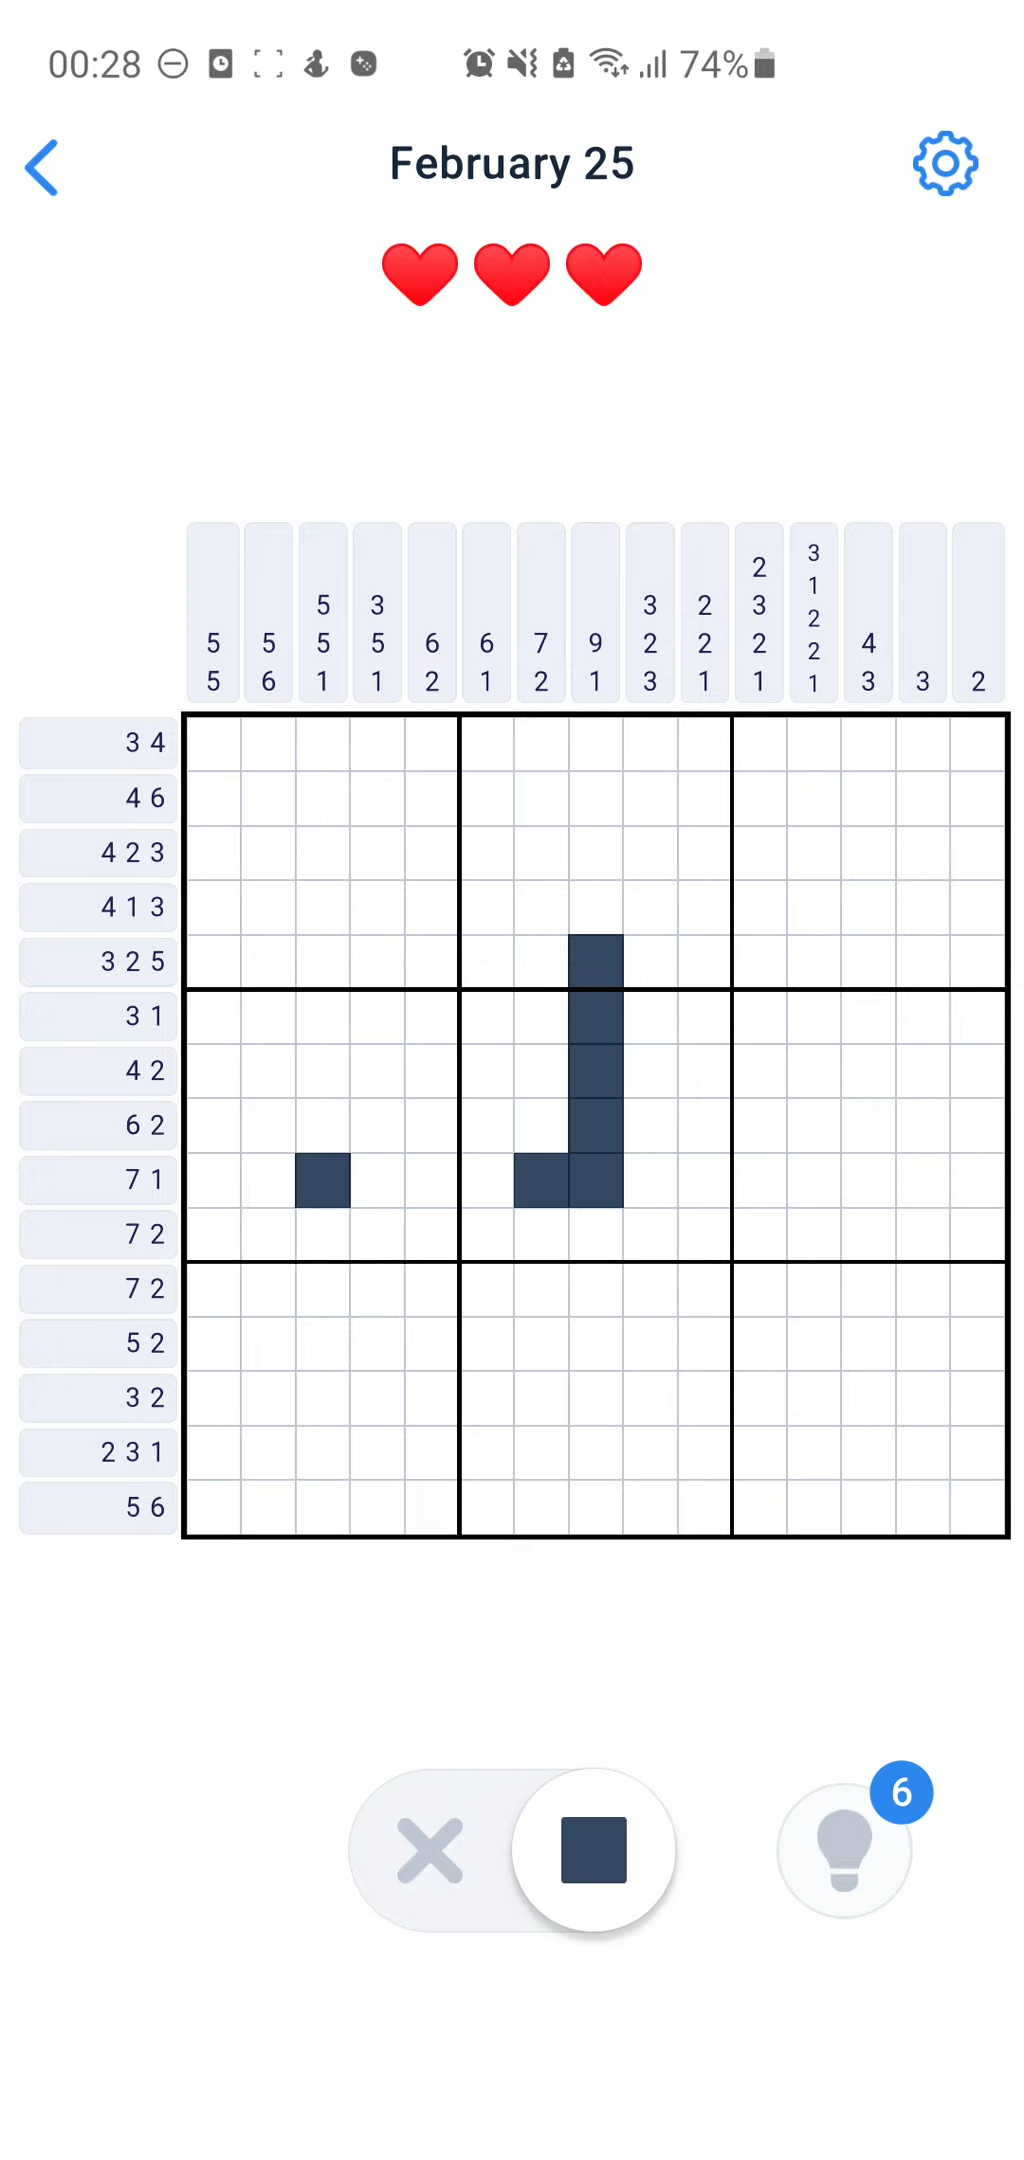 00:28 74%
February 25
3
2 1
5 3 3 2 2 3 2
5 5 5 5 6 6 7 9 2 2 2 2 4
5 6 1 1 2 1 2 1 3 1 1 1 3 3 2
3 4
4 6
4 2 3
4 1 3
3 2 5
3 1
4 2
6 2
7 1
7 2
7 2
5 2
3 2
2 3 1
5 6
6